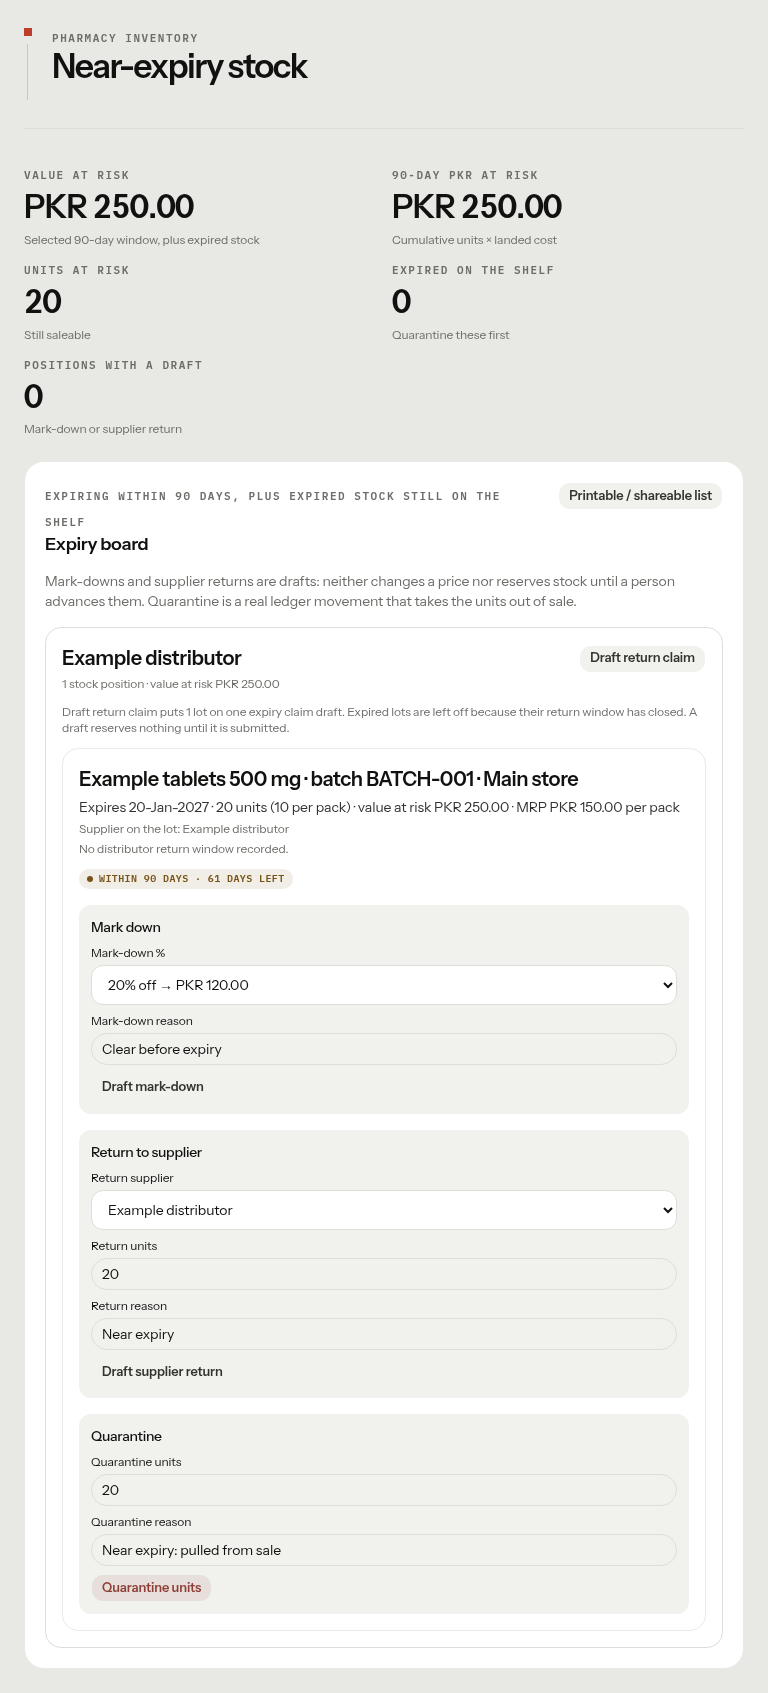 PHARMACY INVENTORY
Near-expiry stock
VALUE AT RISK
PKR 250.00
Selected 90-day window, plus expired stock
90-DAY PKR AT RISK
PKR 250.00
Cumulative units × landed cost
UNITS AT RISK
20
Still saleable
EXPIRED ON THE SHELF
0
Quarantine these first
POSITIONS WITH A DRAFT
0
Mark-down or supplier return
EXPIRING WITHIN 90 DAYS, PLUS EXPIRED STOCK STILL ON THE
SHELF
Printable / shareable list
Expiry board
Mark-downs and supplier returns are drafts: neither changes a price nor reserves stock until a person
advances them. Quarantine is a real ledger movement that takes the units out of sale.
Example distributor
Draft return claim
1 stock position · value at risk PKR 250.00
Draft return claim puts 1 lot on one expiry claim draft. Expired lots are left off because their return window has closed. A
draft reserves nothing until it is submitted.
Example tablets 500 mg · batch BATCH-001 · Main store
Expires 20-Jan-2027 · 20 units (10 per pack) · value at risk PKR 250.00 · MRP PKR 150.00 per pack
Supplier on the lot: Example distributor
No distributor return window recorded.
WITHIN 90 DAYS · 61 DAYS LEFT
Mark down
Mark-down %
20% off → PKR 120.00
Mark-down reason
Clear before expiry
Draft mark-down
Return to supplier
Return supplier
Example distributor
Return units
20
Return reason
Near expiry
Draft supplier return
Quarantine
Quarantine units
20
Quarantine reason
Near expiry: pulled from sale
Quarantine units